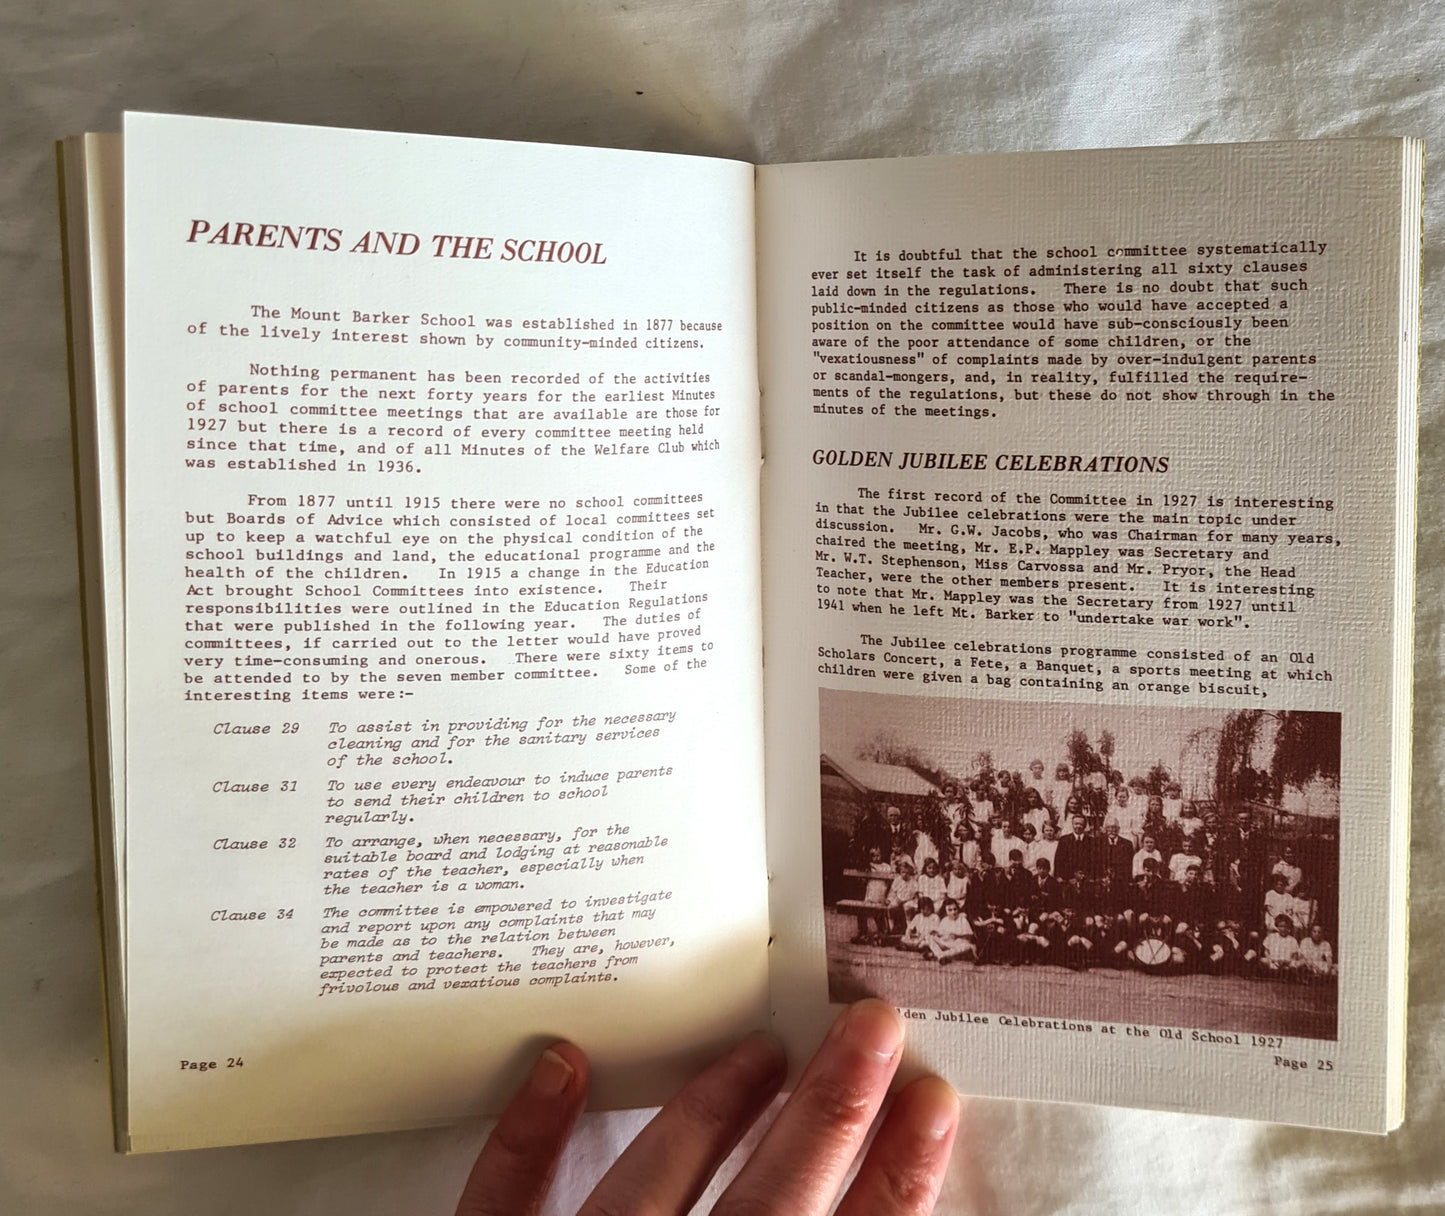 PARENTS AND THE SCHOOL
The Mount Barker School was established in 1877 because
of the lively interest shown by community-minded citizens.
Nothing permanent has been recorded of the activities
of parents for the next forty years for the earliest Minutes
of school committee meetings that are available are those for
1927 but there is a record of every committee meeting held
since that time, and of all Minutes of the Welfare Club which
was established in 1936.
From 1877 until 1915 there were no school committees
but Boards of Advice which consisted of local committees set
up to keep a watchful eye on the physical condition of the
school buildings and land, the educational programme and the
health of the children. In 1915 a change in the Education
Act brought School Committees into existence. Their
responsibilities were outlined in the Education Regulations
that were published in the following year. The duties of
committees, if carried out to the letter would have proved
very time-consuming and onerous. There were sixty items to
be attended to by the seven member committee. Some of the
interesting items were:-
Clause 29 To assist in providing for the necessary
cleaning and for the sanitary services
of the school.
Clause 31 To use every endeavour to induce parents
to send their children to school
regularly.
Clause 32 To arrange, when necessary, for the
suitable board and lodging at reasonable
rates of the teacher, especially when
the teacher is a woman.
Clause 34 The committee is empowered to investigate
and report upon any complaints that may
be made as to the relation between
parents and teachers. They are, however,
expected to protect the teachers from
frivolous and vexatious complaints.
Page 24
It is doubtful that the school committee systematically
ever set itself the task of administering all sixty clauses
laid down in the regulations. There is no doubt that such
public-minded citizens as those who would have accepted a
position on the committee would have sub-consciously been
aware of the poor attendance of some children, or the
"vexatiousness" of complaints made by over-indulgent parents
or scandal-mongers, and, in reality, fulfilled the require-
ments of the regulations, but these do not show through in the
minutes of the meetings.
GOLDEN JUBILEE CELEBRATIONS
The first record of the Committee in 1927 is interesting
in that the Jubilee celebrations were the main topic under
discussion. Mr. G.W. Jacobs, who was Chairman for many years,
chaired the meeting, Mr. E.P. Mappley was Secretary and
Mr. W.T. Stephenson, Miss Carvossa and Mr. Pryor, the Head
Teacher, were the other members present. It is interesting
to note that Mr. Mappley was the Secretary from 1927 until
1941 when he left Mt. Barker to "undertake war work".
The Jubilee celebrations programme consisted of an Old
Scholars Concert, a Fete, a Banquet, a sports meeting at which
children were given a bag containing an orange biscuit,
lden Jubilee Celebrations at the Old School 1927
Page 25